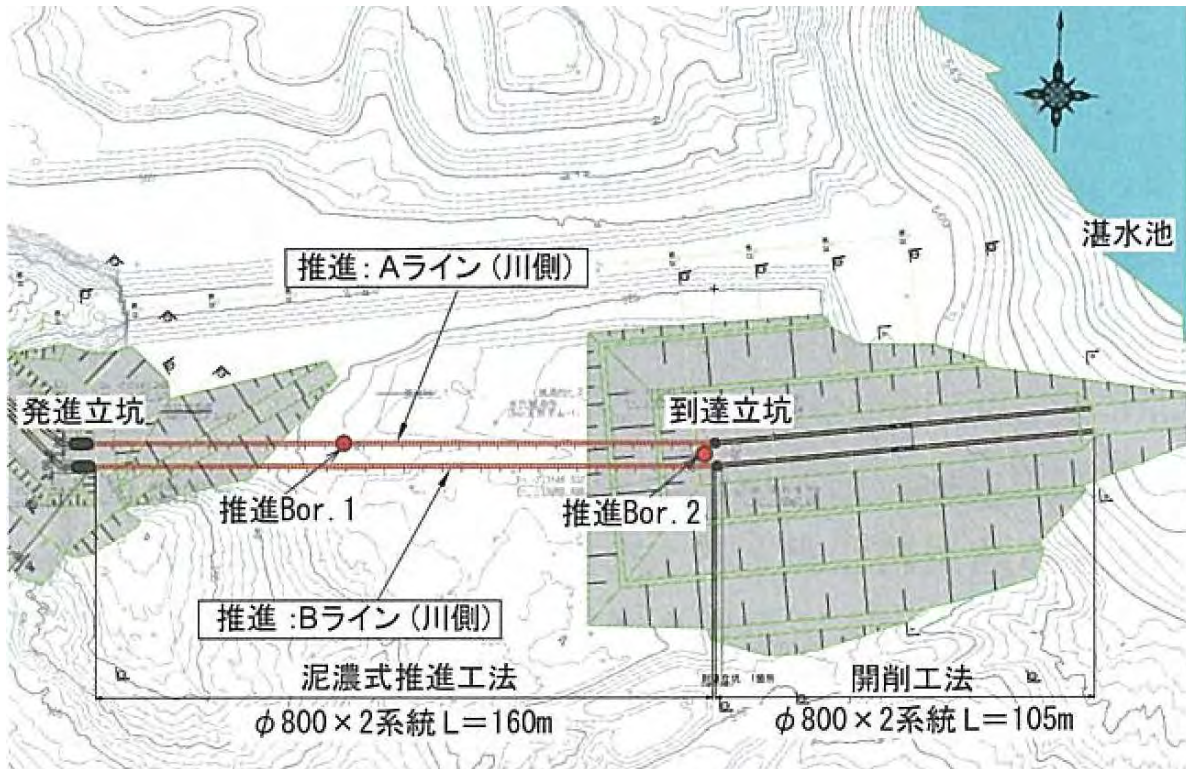 湛水池
推進：Aライン（川側）
発進立坑
到達立坑
推進Bor.1
推進Bor.2
推進：Bライン（川側）
泥濃式推進工法
開削工法
φ800×2系統 L＝160m
φ800×2系統 L＝105m